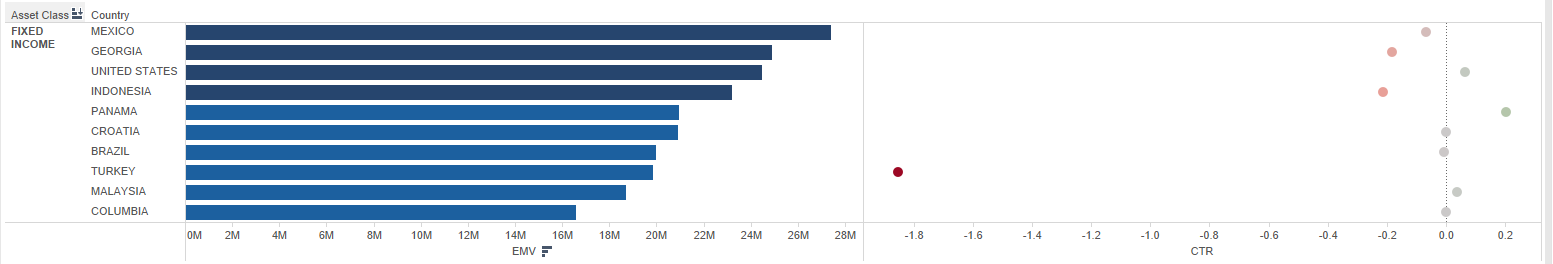 Asset Class Country
FIXED INCOME
MEXICO
GEORGIA
UNITED STATES
INDONESIA
PANAMA
CROATIA
BRAZIL
TURKEY
MALAYSIA
COLUMBIA
0M 2M 4M 6M 8M 10M 12M 14M 16M 18M 20M 22M 24M 26M 28M -1.8 -1.6 -1.4 -1.2 -1.0 -0.8 -0.6 -0.4 -0.2 0.0 0.2
EMV CTR